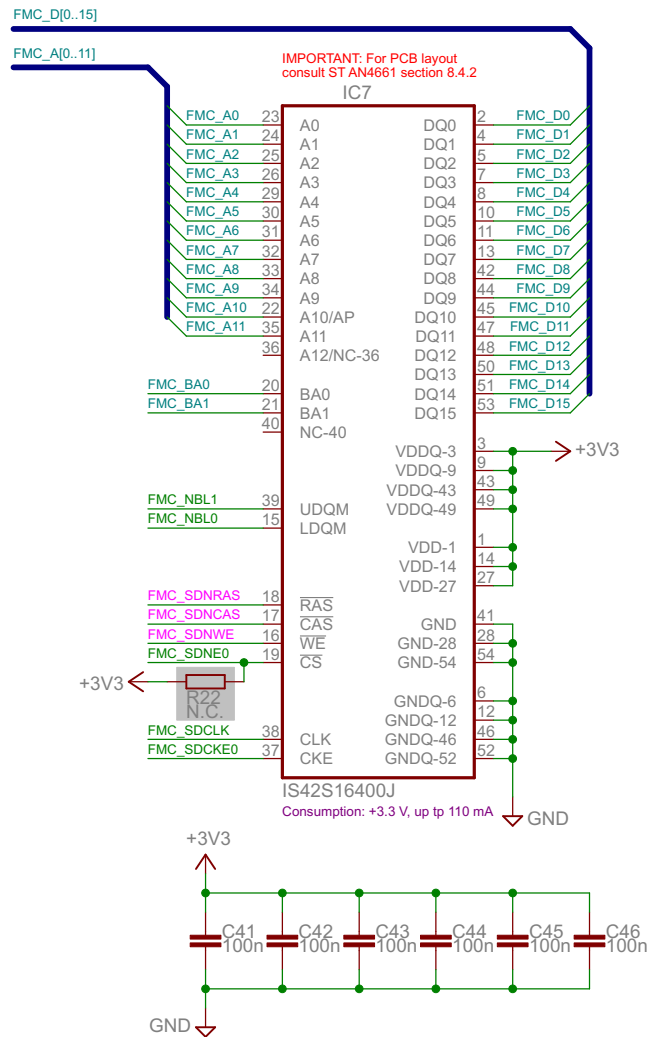 FMC_D[0..15]
FMC_A[0..11]
IMPORTANT: For PCB layout
consult ST AN4661 section 8.4.2
IC7
FMC_A0 23 A0 DQ0 2 FMC_D0
FMC_A1 24 A1 DQ1 4 FMC_D1
FMC_A2 25 A2 DQ2 5 FMC_D2
FMC_A3 26 A3 DQ3 7 FMC_D3
FMC_A4 29 A4 DQ4 8 FMC_D4
FMC_A5 30 A5 DQ5 10 FMC_D5
FMC_A6 31 A6 DQ6 11 FMC_D6
FMC_A7 32 A7 DQ7 13 FMC_D7
FMC_A8 33 A8 DQ8 42 FMC_D8
FMC_A9 34 A9 DQ9 44 FMC_D9
FMC_A10 22 A10/AP DQ10 45 FMC_D10
FMC_A11 35 A11 DQ11 47 FMC_D11
36 A12/NC-36 DQ12 48 FMC_D12
DQ13 50 FMC_D13
FMC_BA0 20 BA0 DQ14 51 FMC_D14
FMC_BA1 21 BA1 DQ15 53 FMC_D15
40 NC-40
VDDQ-3 3 +3V3
VDDQ-9 9
VDDQ-43 43
FMC_NBL1 39 UDQM VDDQ-49 49
FMC_NBL0 15 LDQM
VDD-1 1
VDD-14 14
VDD-27 27
FMC_SDNRAS 18 RAS
FMC_SDNCAS 17 CAS GND 41
FMC_SDNWE 16 WE GND-28 28
FMC_SDNE0 19 CS GND-54 54
+3V3
R22
N.C.
GNDQ-6 6
GNDQ-12 12
FMC_SDCLK 38 CLK GNDQ-46 46
FMC_SDCKE0 37 CKE GNDQ-52 52
IS42S16400J
Consumption: +3.3 V, up tp 110 mA
GND
+3V3
C41 C42 C43 C44 C45 C46
100n 100n 100n 100n 100n 100n
GND